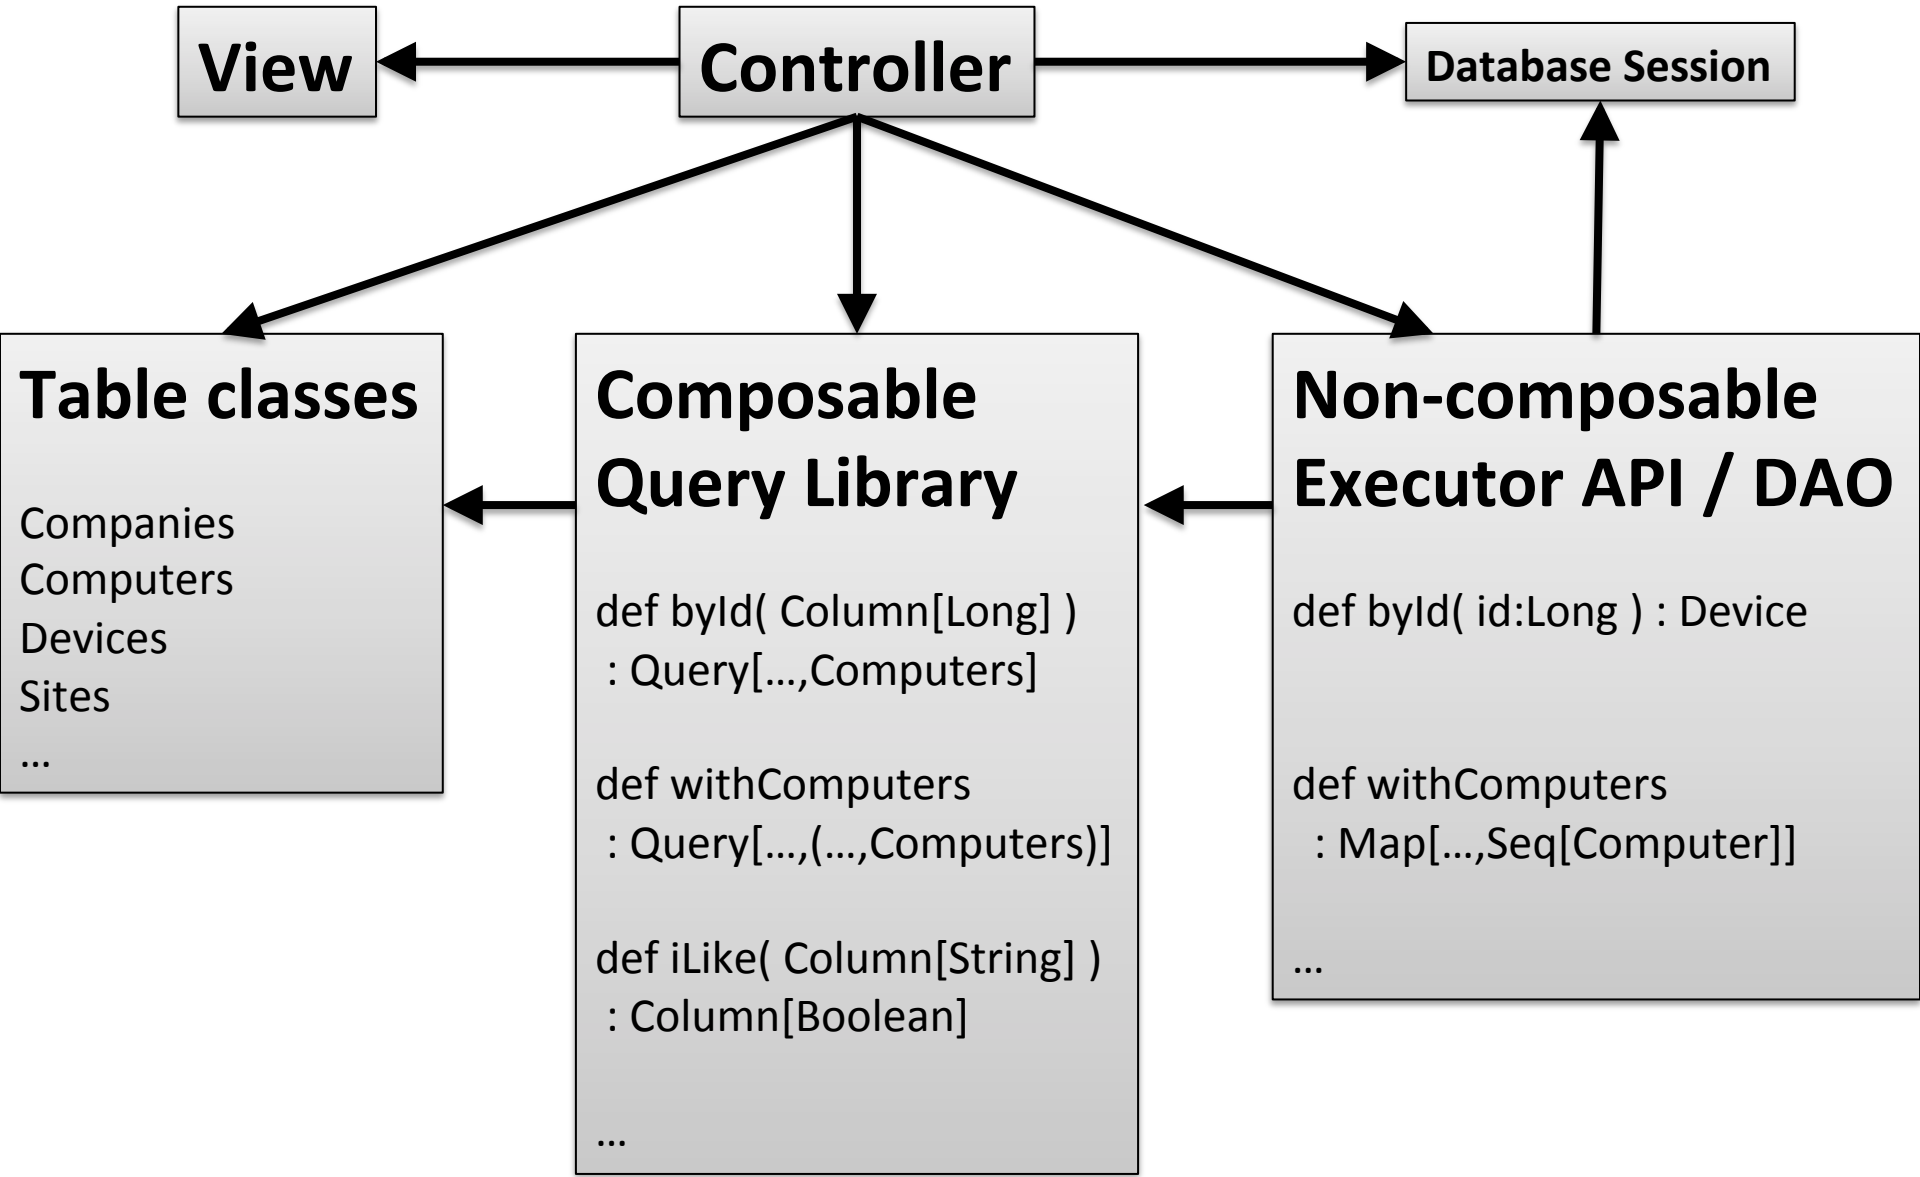 View
Controller
Database Session
Table classes
Companies
Computers
Devices
Sites
…
Composable
Query Library
def byId( Column[Long] )
: Query[…,Computers]
def withComputers
: Query[…,(…,Computers)]
def iLike( Column[String] )
: Column[Boolean]
…
Non-composable
Executor API / DAO
def byId( id:Long ) : Device
def withComputers
: Map[…,Seq[Computer]]
…